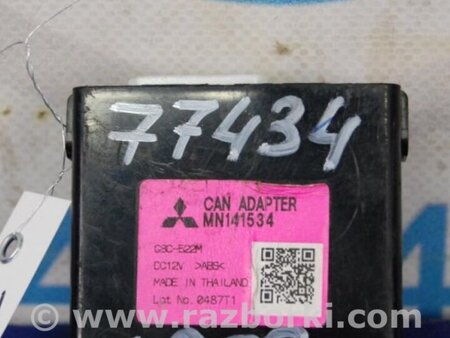 77434
CAN ADAPTER
MN141534
G8C-522M
DC12V >ABS<
MADE IN THAILAND
Lot No. 0487T1
www.razborki.com